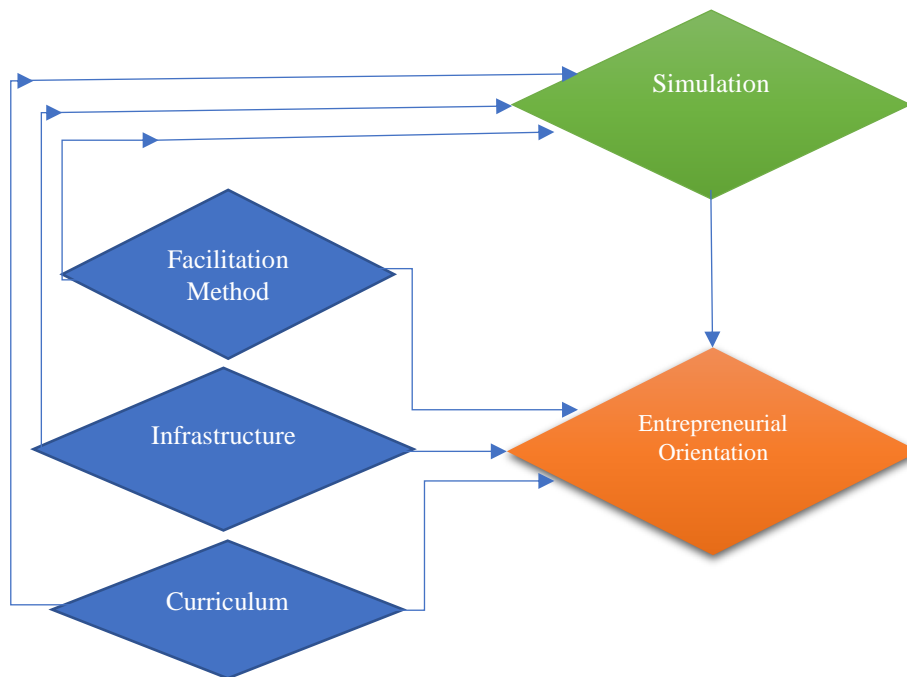 Simulation
Facilitation
Method
Infrastructure
Entrepreneurial
Orientation
Curriculum